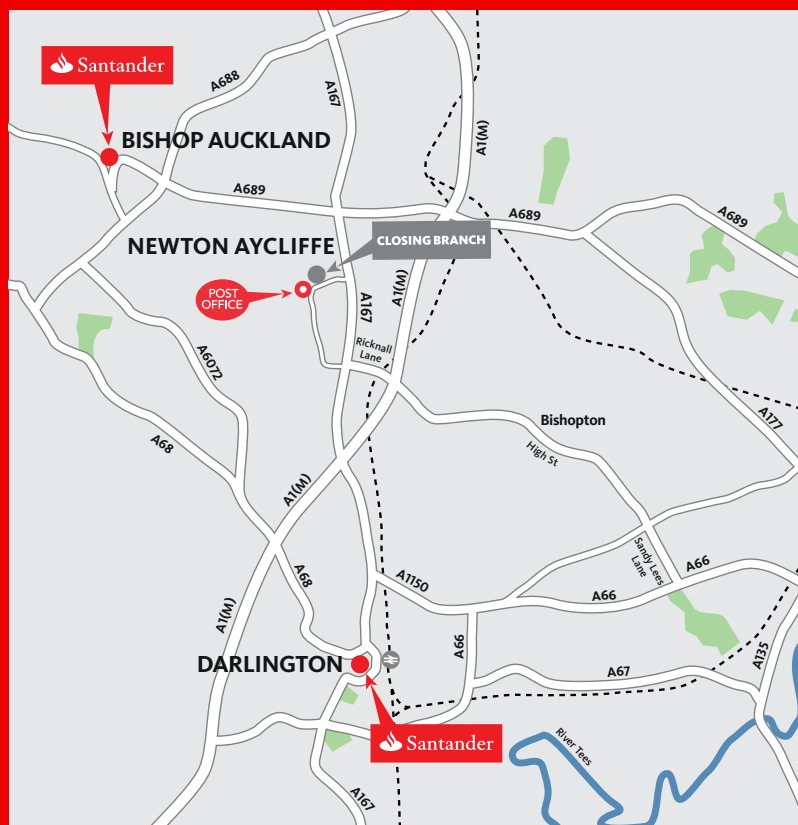 Santander
A688
A167
A1(M)
BISHOP AUCKLAND
A689
A689
A689
NEWTON AYCLIFFE
CLOSING BRANCH
POST
OFFICE
A1(M)
A167
Ricknall
Lane
A6072
Bishopton
A177
A68
High St
A1(M)
Sandy Lees
Lane
A68
A1150
A66
A66
A1(M)
A66
A135
DARLINGTON
A67
Santander
River Tees
A167